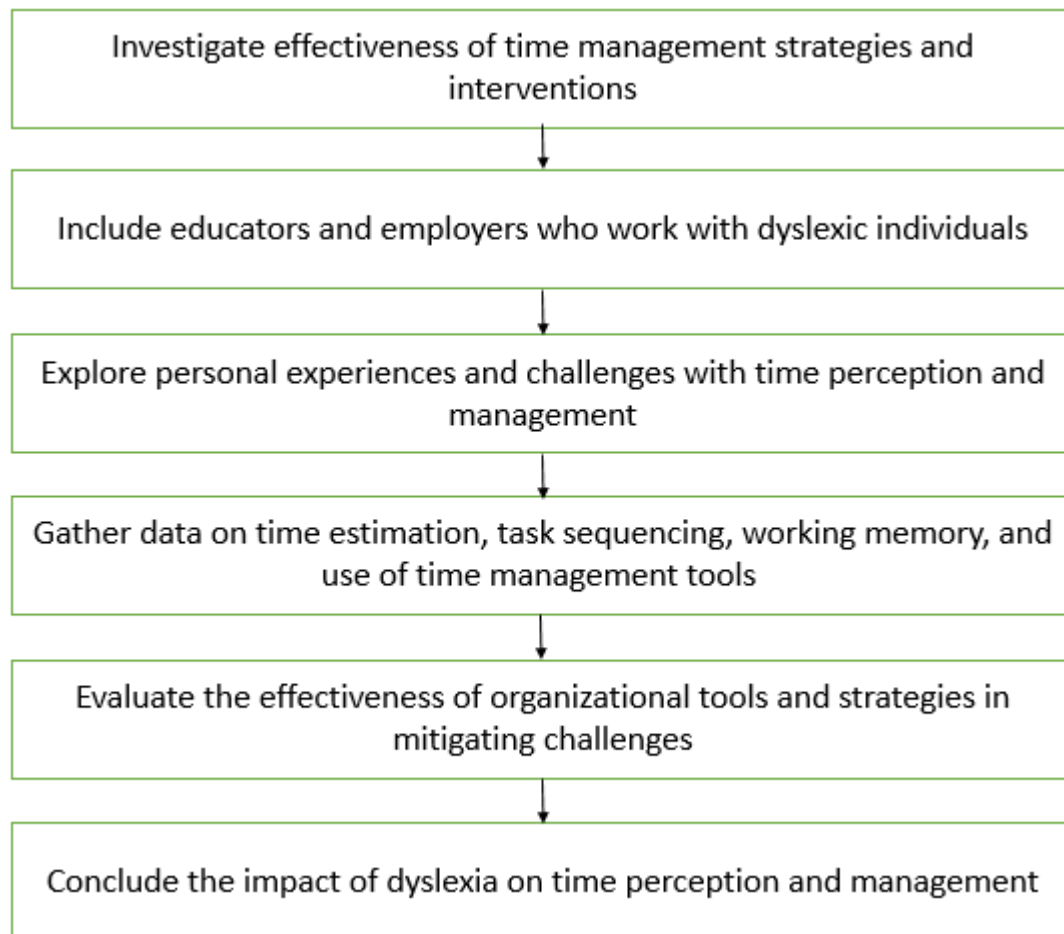 Investigate effectiveness of time management strategies and
interventions
Include educators and employers who work with dyslexic individuals
Explore personal experiences and challenges with time perception and
management
Gather data on time estimation, task sequencing, working memory, and
use of time management tools
Evaluate the effectiveness of organizational tools and strategies in
mitigating challenges
Conclude the impact of dyslexia on time perception and management